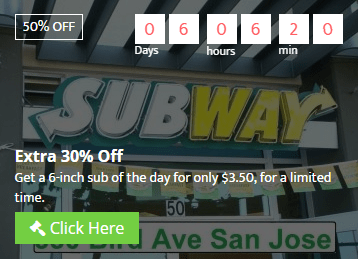 50% OFF
0 6 0 6 2 0
Days hours min
SUBWAY
Extra 30% Off
Get a 6-inch sub of the day for only $3.50, for a limited
time.
50
Click Here
Bird Ave San Jose